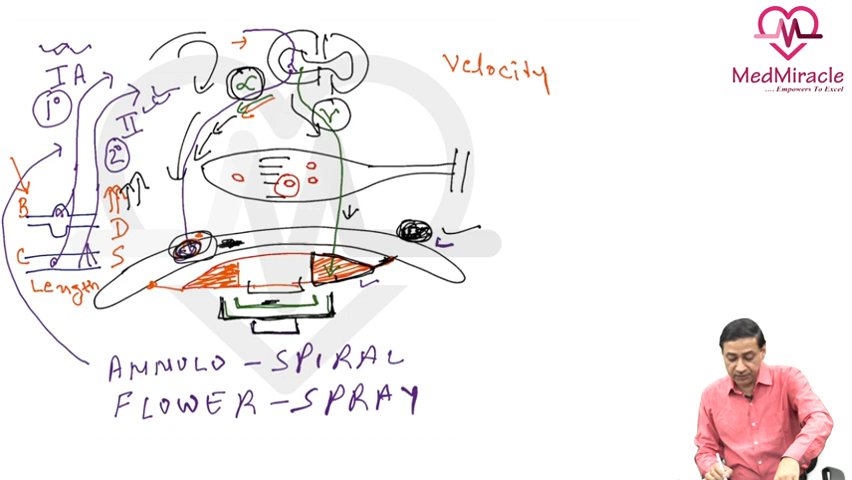 MedMiracle
.... Empowers To Excel
Velocity
IA
1°
α
II
2°
γ
B
D
C
S
Length
ANNULO - SPIRAL
FLOWER - SPRAY